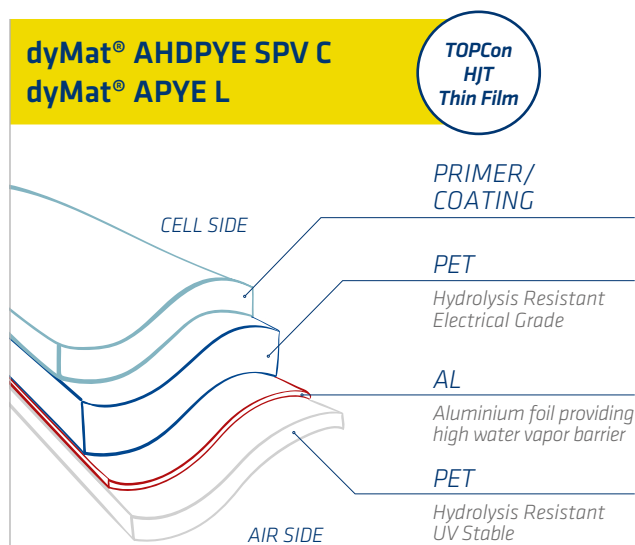 dyMat® AHDPYE SPV C
dyMat® APYE L
TOPCon
HJT
Thin Film
CELL SIDE
PRIMER/
COATING
PET
Hydrolysis Resistant
Electrical Grade
AL
Aluminium foil providing
high water vapor barrier
PET
Hydrolysis Resistant
UV Stable
AIR SIDE